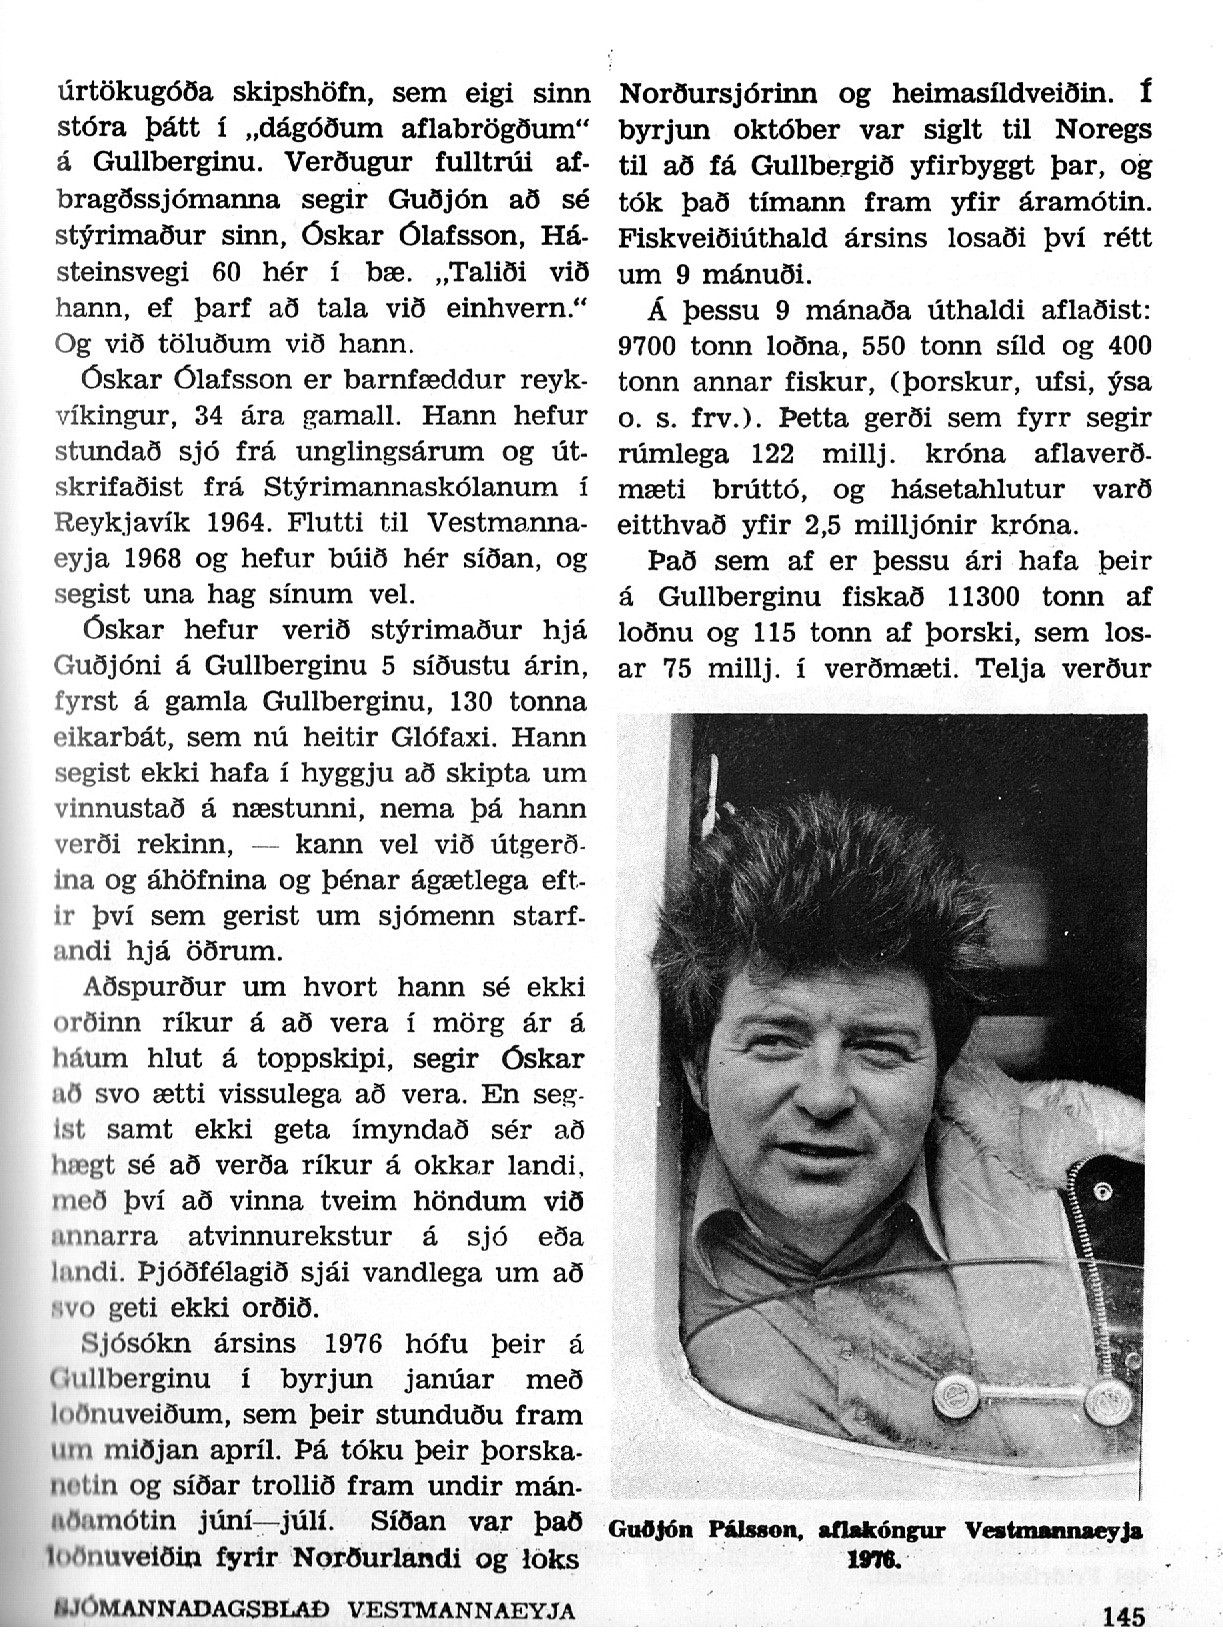 úrtökugóða skipshöfn, sem eigi sinn
stóra þátt í „dágóðum aflabrögðum“
á Gullberginu. Verðugur fulltrúi af-
bragðssjómanna segir Guðjón að sé
stýrimaður sinn, Óskar Ólafsson, Há-
steinsvegi 60 hér í bæ. „Taliði við
hann, ef þarf að tala við einhvern.“
Og við töluðum við hann.
Óskar Ólafsson er barnfæddur reyk-
víkingur, 34 ára gamall. Hann hefur
stundað sjó frá unglingsárum og út-
skrifaðist frá Stýrimannaskólanum í
Reykjavík 1964. Flutti til Vestmanna-
eyja 1968 og hefur búið hér síðan, og
segist una hag sínum vel.
Óskar hefur verið stýrimaður hjá
Guðjóni á Gullberginu 5 síðustu árin,
fyrst á gamla Gullberginu, 130 tonna
eikarbát, sem nú heitir Glófaxi. Hann
segist ekki hafa í hyggju að skipta um
vinnustað á næstunni, nema þá hann
verði rekinn, — kann vel við útgerð-
ina og áhöfnina og þénar ágætlega eft-
ir því sem gerist um sjómenn starf-
andi hjá öðrum.
Aðspurður um hvort hann sé ekki
orðinn ríkur á að vera í mörg ár á
háum hlut á toppskipi, segir Óskar
að svo ætti vissulega að vera. En seg-
ist samt ekki geta ímyndað sér að
hægt sé að verða ríkur á okkar landi,
með því að vinna tveim höndum við
annarra atvinnurekstur á sjó eða
landi. Þjóðfélagið sjái vandlega um að
svo geti ekki orðið.
Sjósókn ársins 1976 hófu þeir á
Gullberginu í byrjun janúar með
loðnuveiðum, sem þeir stunduðu fram
um miðjan apríl. Þá tóku þeir þorska-
netin og síðar trollið fram undir mán-
aðamótin júní—júlí. Síðan var það
loðnuveiðin fyrir Norðurlandi og loks
Norðursjórinn og heimasíldveiðin. Í
byrjun október var siglt til Noregs
til að fá Gullbergið yfirbyggt þar, og
tók það tímann fram yfir áramótin.
Fiskveiðiúthald ársins losaði því rétt
um 9 mánuði.
Á þessu 9 mánaða úthaldi aflaðist:
9700 tonn loðna, 550 tonn síld og 400
tonn annar fiskur, (þorskur, ufsi, ýsa
o. s. frv.). Þetta gerði sem fyrr segir
rúmlega 122 millj. króna aflaverð-
mæti brúttó, og hásetahlutur varð
eitthvað yfir 2,5 milljónir króna.
Það sem af er þessu ári hafa þeir
á Gullberginu fiskað 11300 tonn af
loðnu og 115 tonn af þorski, sem los-
ar 75 millj. í verðmæti. Telja verður
Guðjón Pálsson, aflakóngur Vestmannaeyja
1976.
SJÓMANNADAGSBLAÐ VESTMANNAEYJA
145